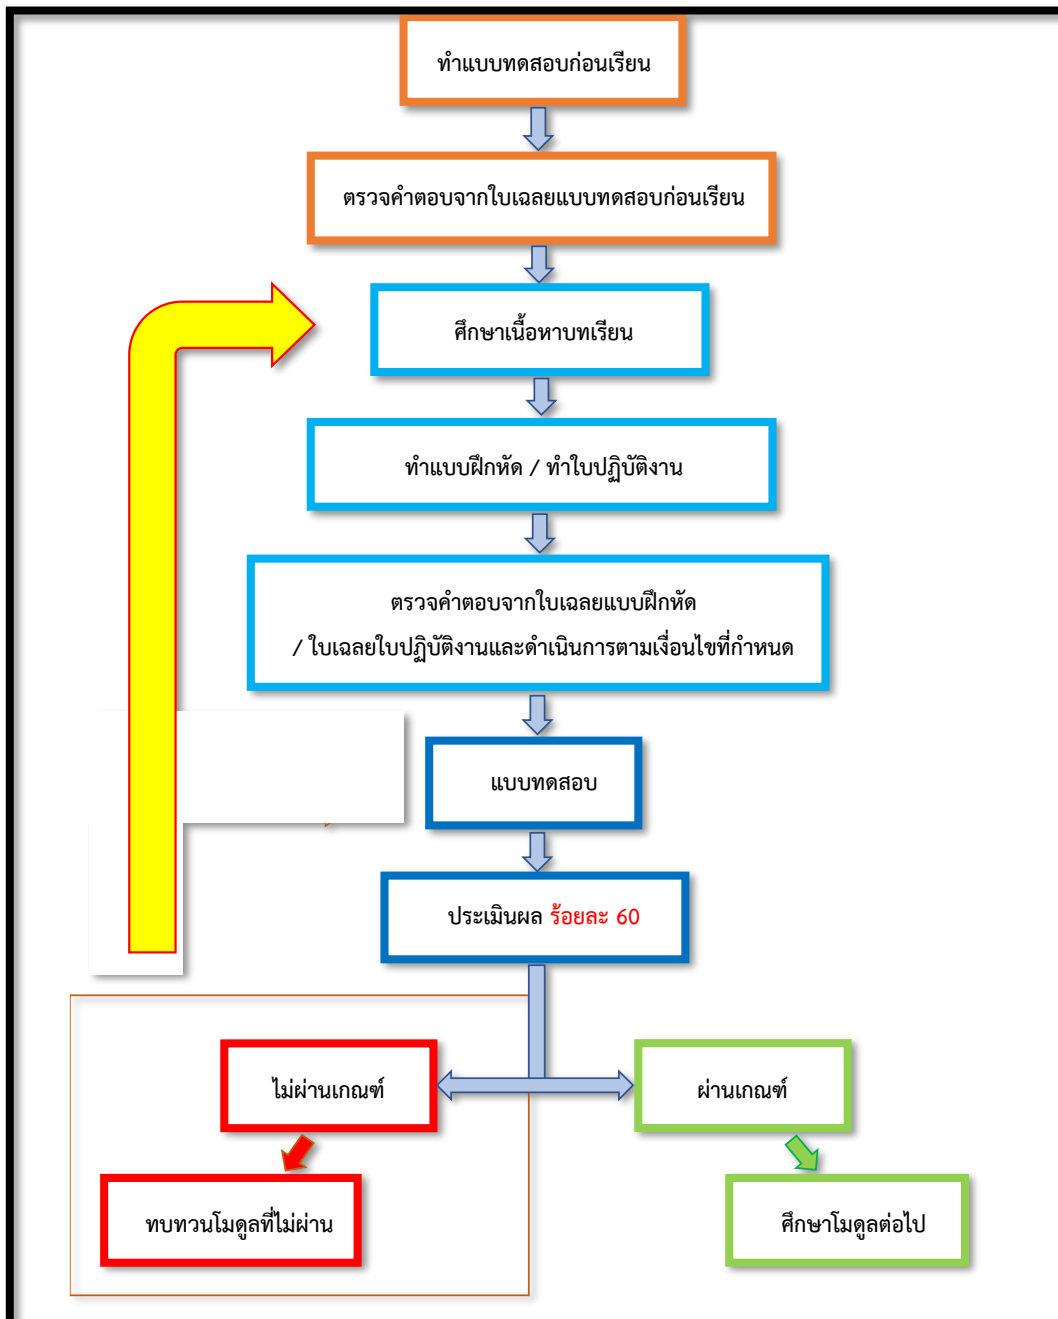 ทำแบบทดสอบก่อนเรียน
ตรวจคำตอบจากใบเฉลยแบบทดสอบก่อนเรียน
ศึกษาเนื้อหาบทเรียน
ทำแบบฝึกหัด / ทำใบปฏิบัติงาน
ตรวจคำตอบจากใบเฉลยแบบฝึกหัด
/ ใบเฉลยใบปฏิบัติงานและดำเนินการตามเงื่อนไขที่กำหนด
แบบทดสอบ
ประเมินผล ร้อยละ 60
ไม่ผ่านเกณฑ์
ผ่านเกณฑ์
ทบทวนโมดูลที่ไม่ผ่าน
ศึกษาโมดูลต่อไป